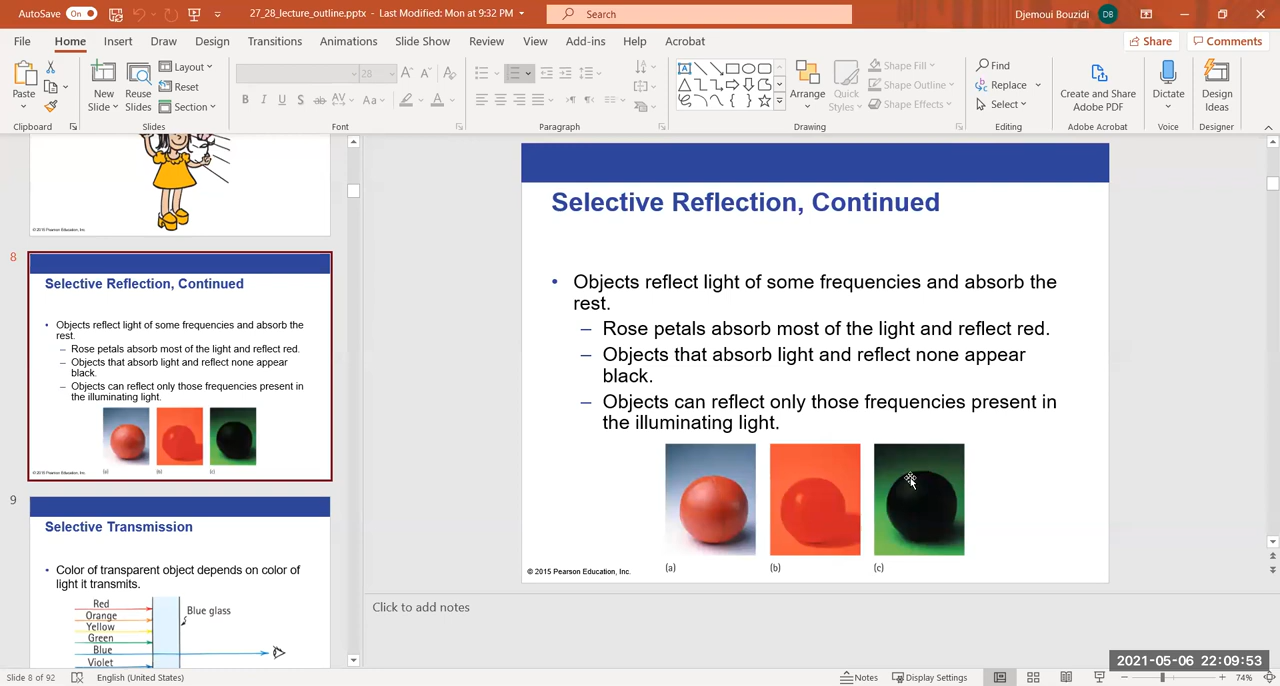 AutoSave On 27_28_lecture_outline.pptx - Last Modified: Mon at 9:32 PM Search Djemoui Bouzidi DB
File Home Insert Draw Design Transitions Animations Slide Show Review View Add-ins Help Acrobat Share Comments
Paste New Slide Reuse Slides Layout Reset Section 28 Arrange Quick Styles Shape Fill Shape Outline Shape Effects Find Replace Select Create and Share Adobe PDF Dictate Design Ideas
Clipboard Slides Font Paragraph Drawing Editing Adobe Acrobat Voice Designer
© 2015 Pearson Education, Inc.
8
Selective Reflection, Continued
• Objects reflect light of some frequencies and absorb the
rest.
– Rose petals absorb most of the light and reflect red.
– Objects that absorb light and reflect none appear
black.
– Objects can reflect only those frequencies present in
the illuminating light.
(a) (b) (c)
© 2015 Pearson Education, Inc.
9
Selective Transmission
• Color of transparent object depends on color of
light it transmits.
Red
Orange
Yellow
Green
Blue
Violet
Blue glass
Selective Reflection, Continued
• Objects reflect light of some frequencies and absorb the
rest.
– Rose petals absorb most of the light and reflect red.
– Objects that absorb light and reflect none appear
black.
– Objects can reflect only those frequencies present in
the illuminating light.
(a) (b) (c)
© 2015 Pearson Education, Inc.
Click to add notes
2021-05-06 22:09:53
Slide 8 of 92 English (United States) Notes Display Settings 74%